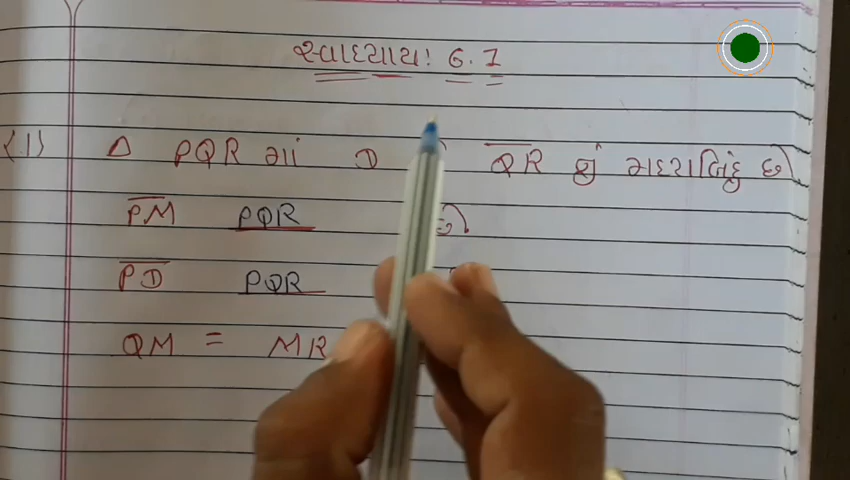 સ્વાધ્યાય: 6.1
(1) Δ PQR માં D QR નું મધ્યબિંદુ છે
PM PQR છે
PD PQR
QM = MR